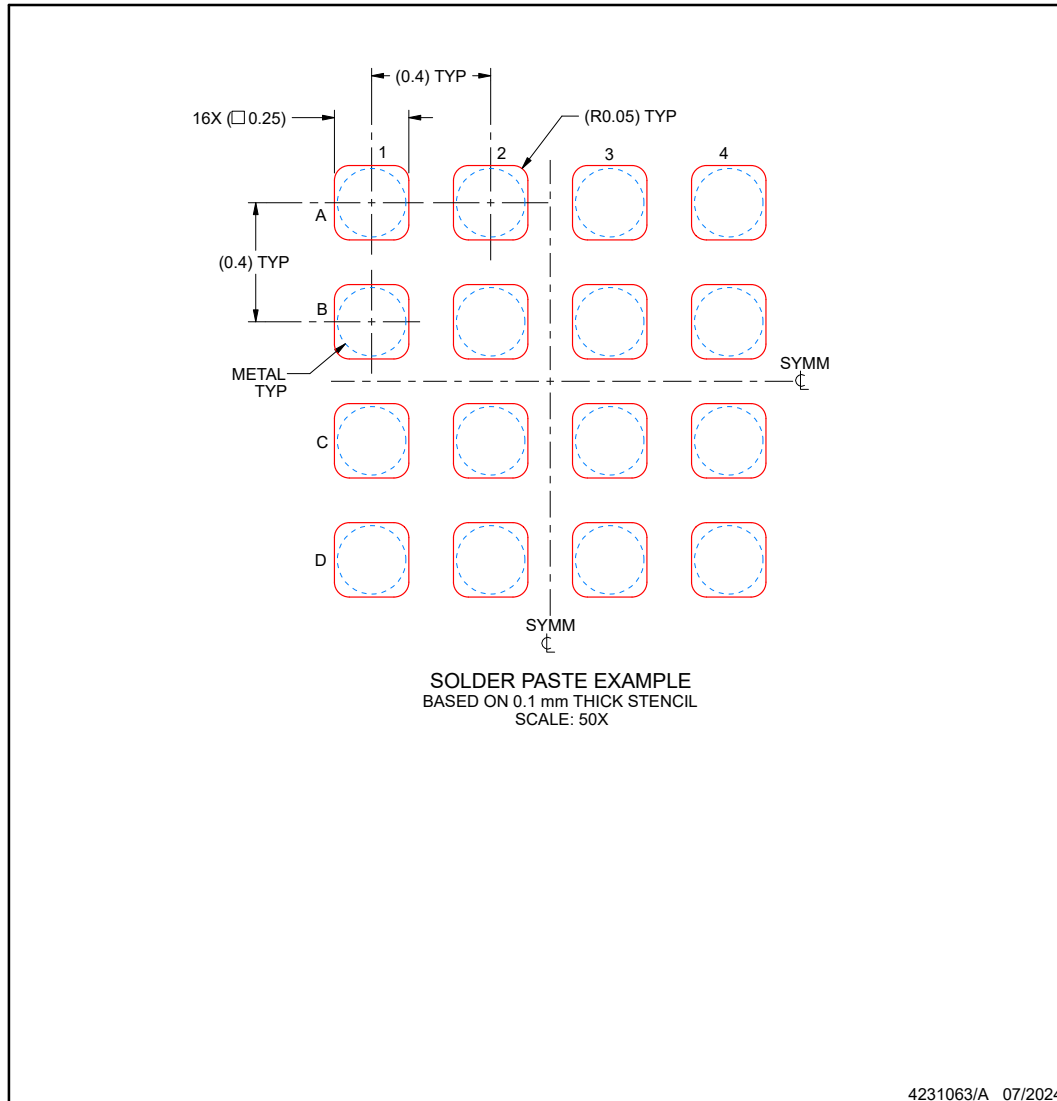 (0.4) TYP
16X (□ 0.25)
(R0.05) TYP
1
2
3
4
A
(0.4) TYP
B
METAL
TYP
SYMM
℄
C
D
SYMM
℄
SOLDER PASTE EXAMPLE
BASED ON 0.1 mm THICK STENCIL
SCALE: 50X
4231063/A 07/2024